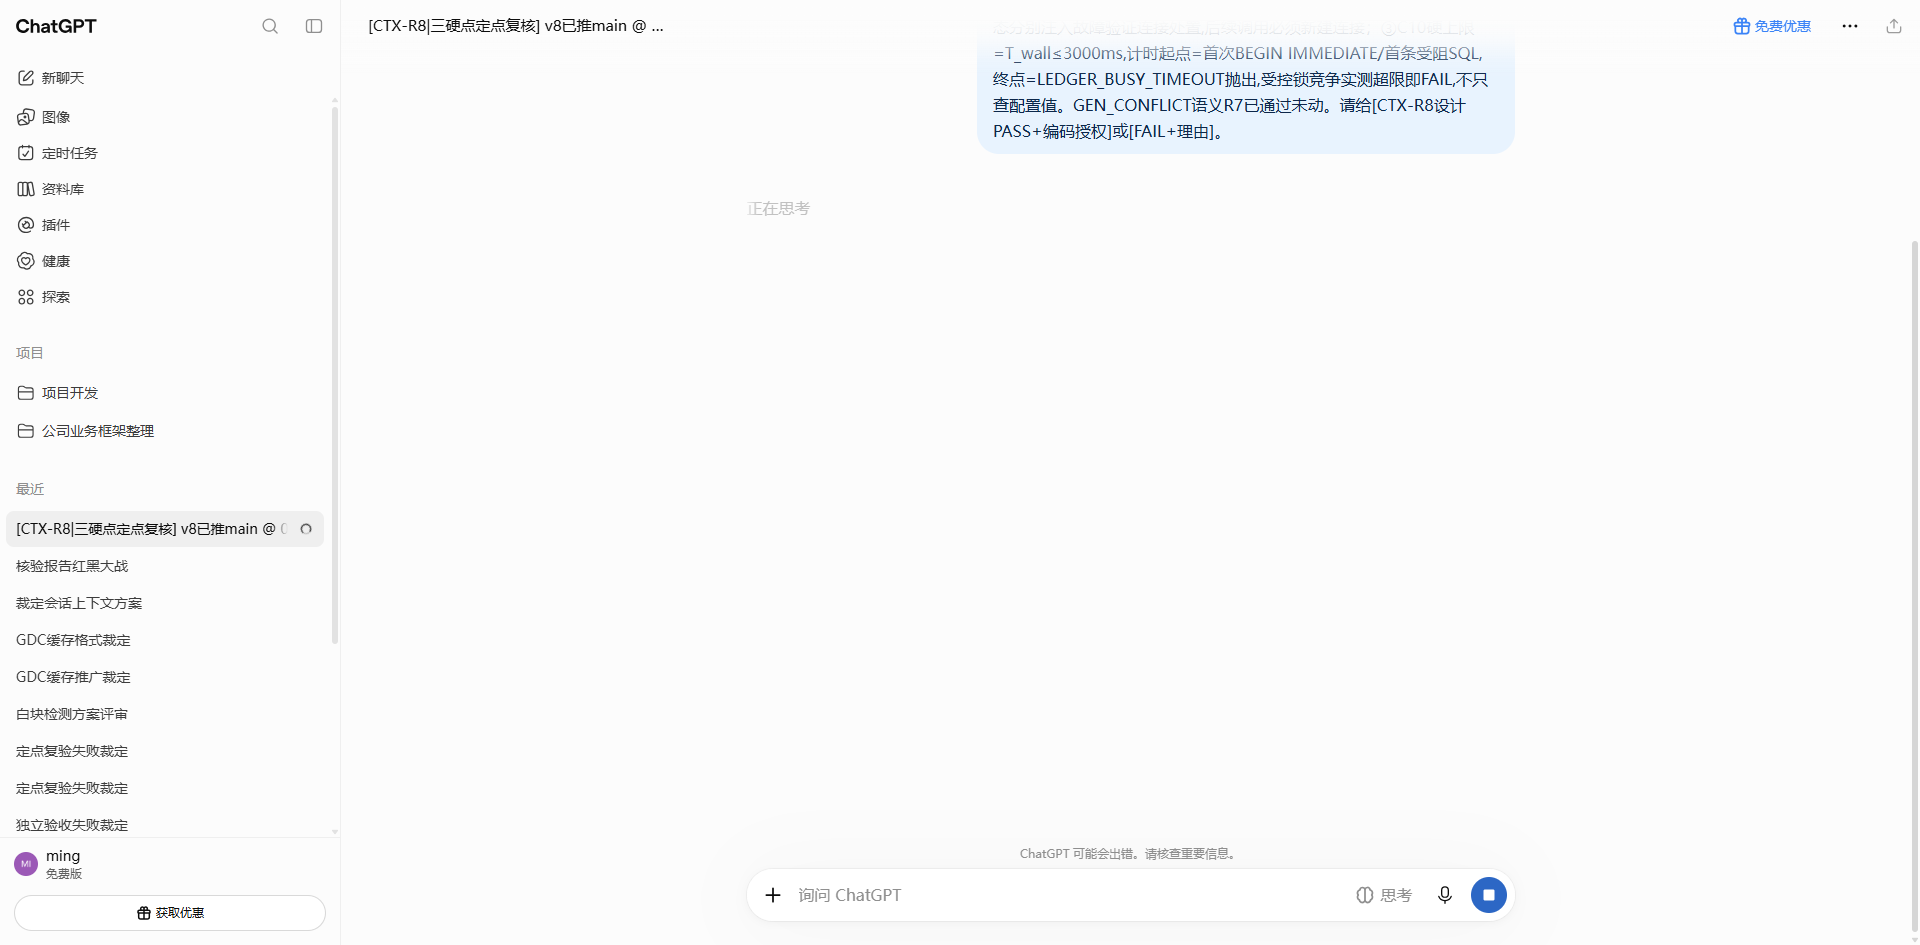 ChatGPT
新聊天
图像
定时任务
资料库
插件
健康
探索
项目
项目开发
公司业务框架整理
最近
[CTX-R8|三硬点定点复核] v8已推main @
核验报告红黑大战
裁定会话上下文方案
GDC缓存格式裁定
GDC缓存推广裁定
白块检测方案评审
定点复验失败裁定
定点复验失败裁定
独立验收失败裁定
MI
ming
免费版
获取优惠
[CTX-R8|三硬点定点复核] v8已推main @ ...
免费优惠
=T_wall≤3000ms,计时起点=首次BEGIN IMMEDIATE/首条受阻SQL,
终点=LEDGER_BUSY_TIMEOUT抛出,受控锁竞争实测超限即FAIL,不只
查配置值。GEN_CONFLICT语义R7已通过未动。请给[CTX-R8设计
PASS+编码授权]或[FAIL+理由]。
正在思考
ChatGPT 可能会出错。请核查重要信息。
询问 ChatGPT
思考